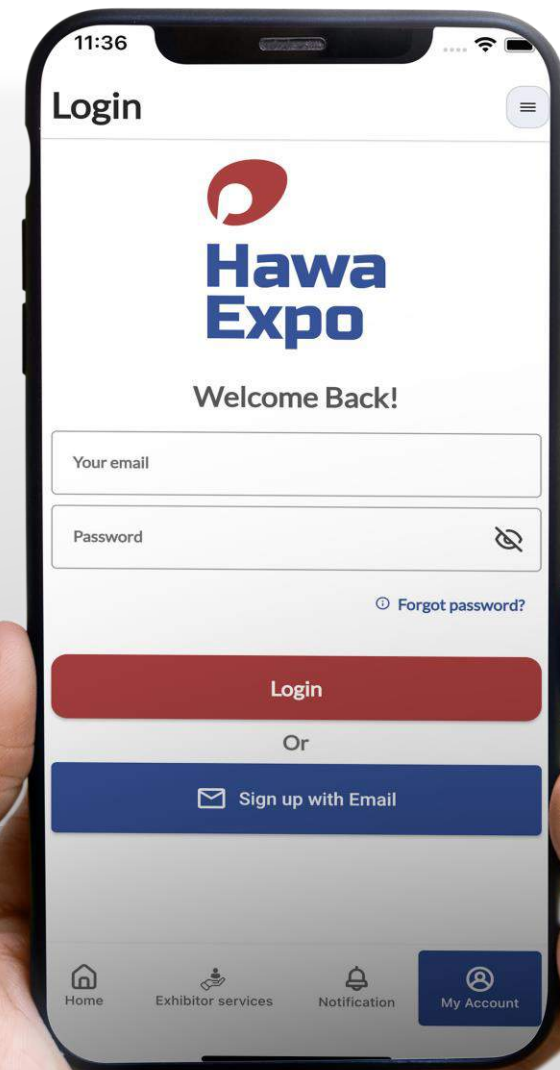 11:36
Login
Hawa
Expo
Welcome Back!
Your email
Password
Forgot password?
Login
Or
Sign up with Email
Home
Exhibitor services
Notification
My Account